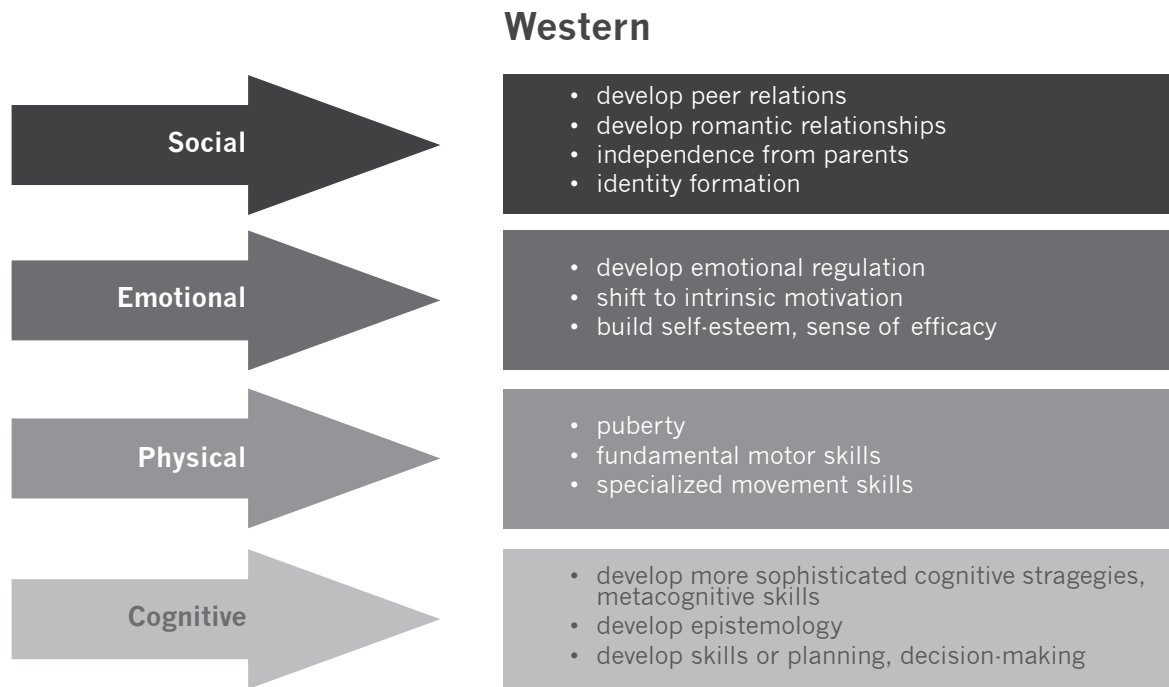 Western
Social
• develop peer relations
• develop romantic relationships
• independence from parents
• identity formation
Emotional
• develop emotional regulation
• shift to intrinsic motivation
• build self-esteem, sense of efficacy
Physical
• puberty
• fundamental motor skills
• specialized movement skills
Cognitive
• develop more sophisticated cognitive stragegies,
metacognitive skills
• develop epistemology
• develop skills or planning, decision-making